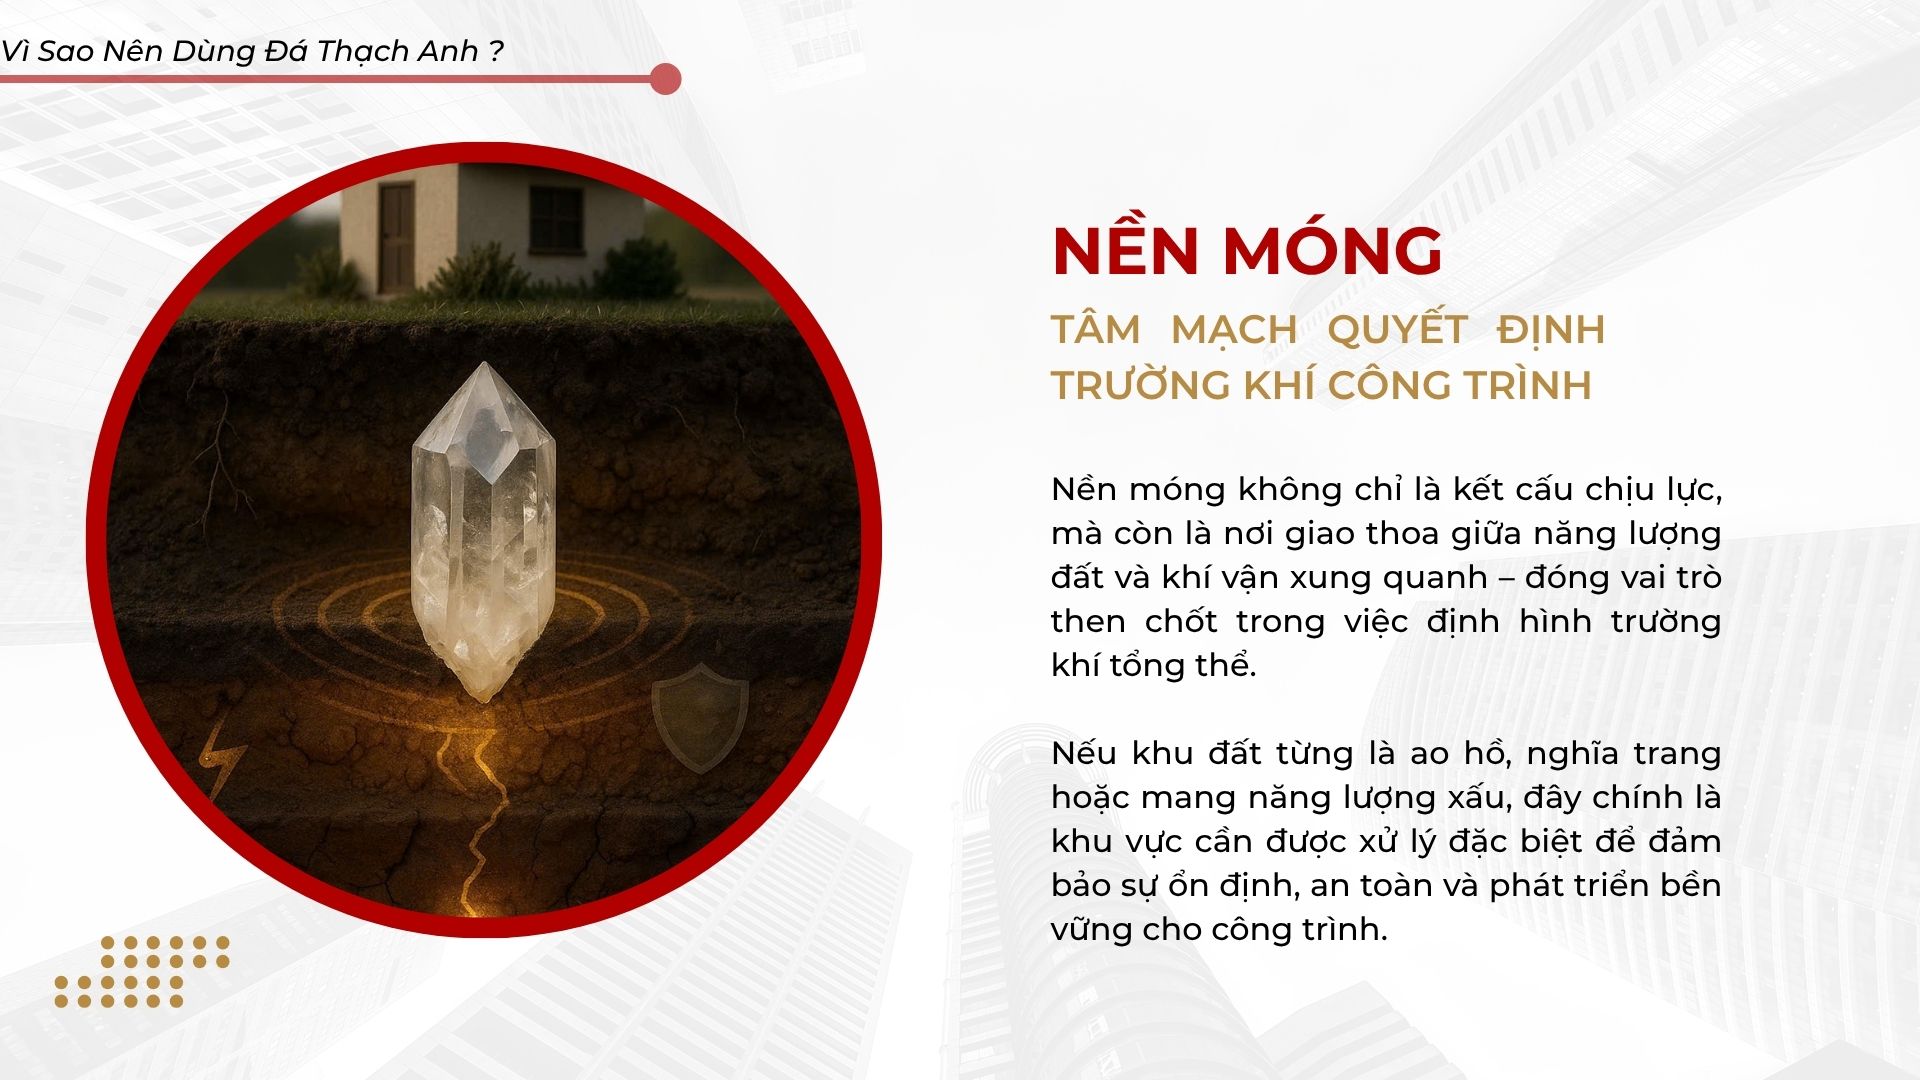 Vì Sao Nên Dùng Đá Thạch Anh ?
NỀN MÓNG
TÂM MẠCH QUYẾT ĐỊNH
TRƯỜNG KHÍ CÔNG TRÌNH
Nền móng không chỉ là kết cấu chịu lực,
mà còn là nơi giao thoa giữa năng lượng
đất và khí vận xung quanh – đóng vai trò
then chốt trong việc định hình trường
khí tổng thể.
Nếu khu đất từng là ao hồ, nghĩa trang
hoặc mang năng lượng xấu, đây chính là
khu vực cần được xử lý đặc biệt để đảm
bảo sự ổn định, an toàn và phát triển bền
vững cho công trình.